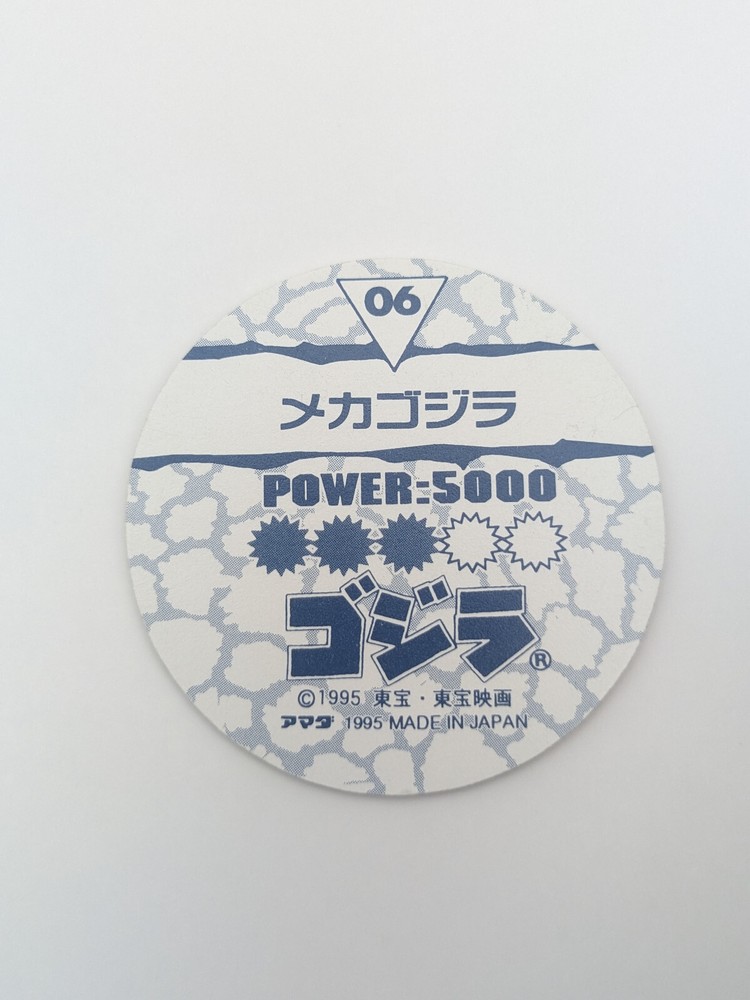 06
メカゴジラ
POWER-5000
ゴジラ®
©1995 東宝・東宝映画
アマダ 1995 MADE IN JAPAN